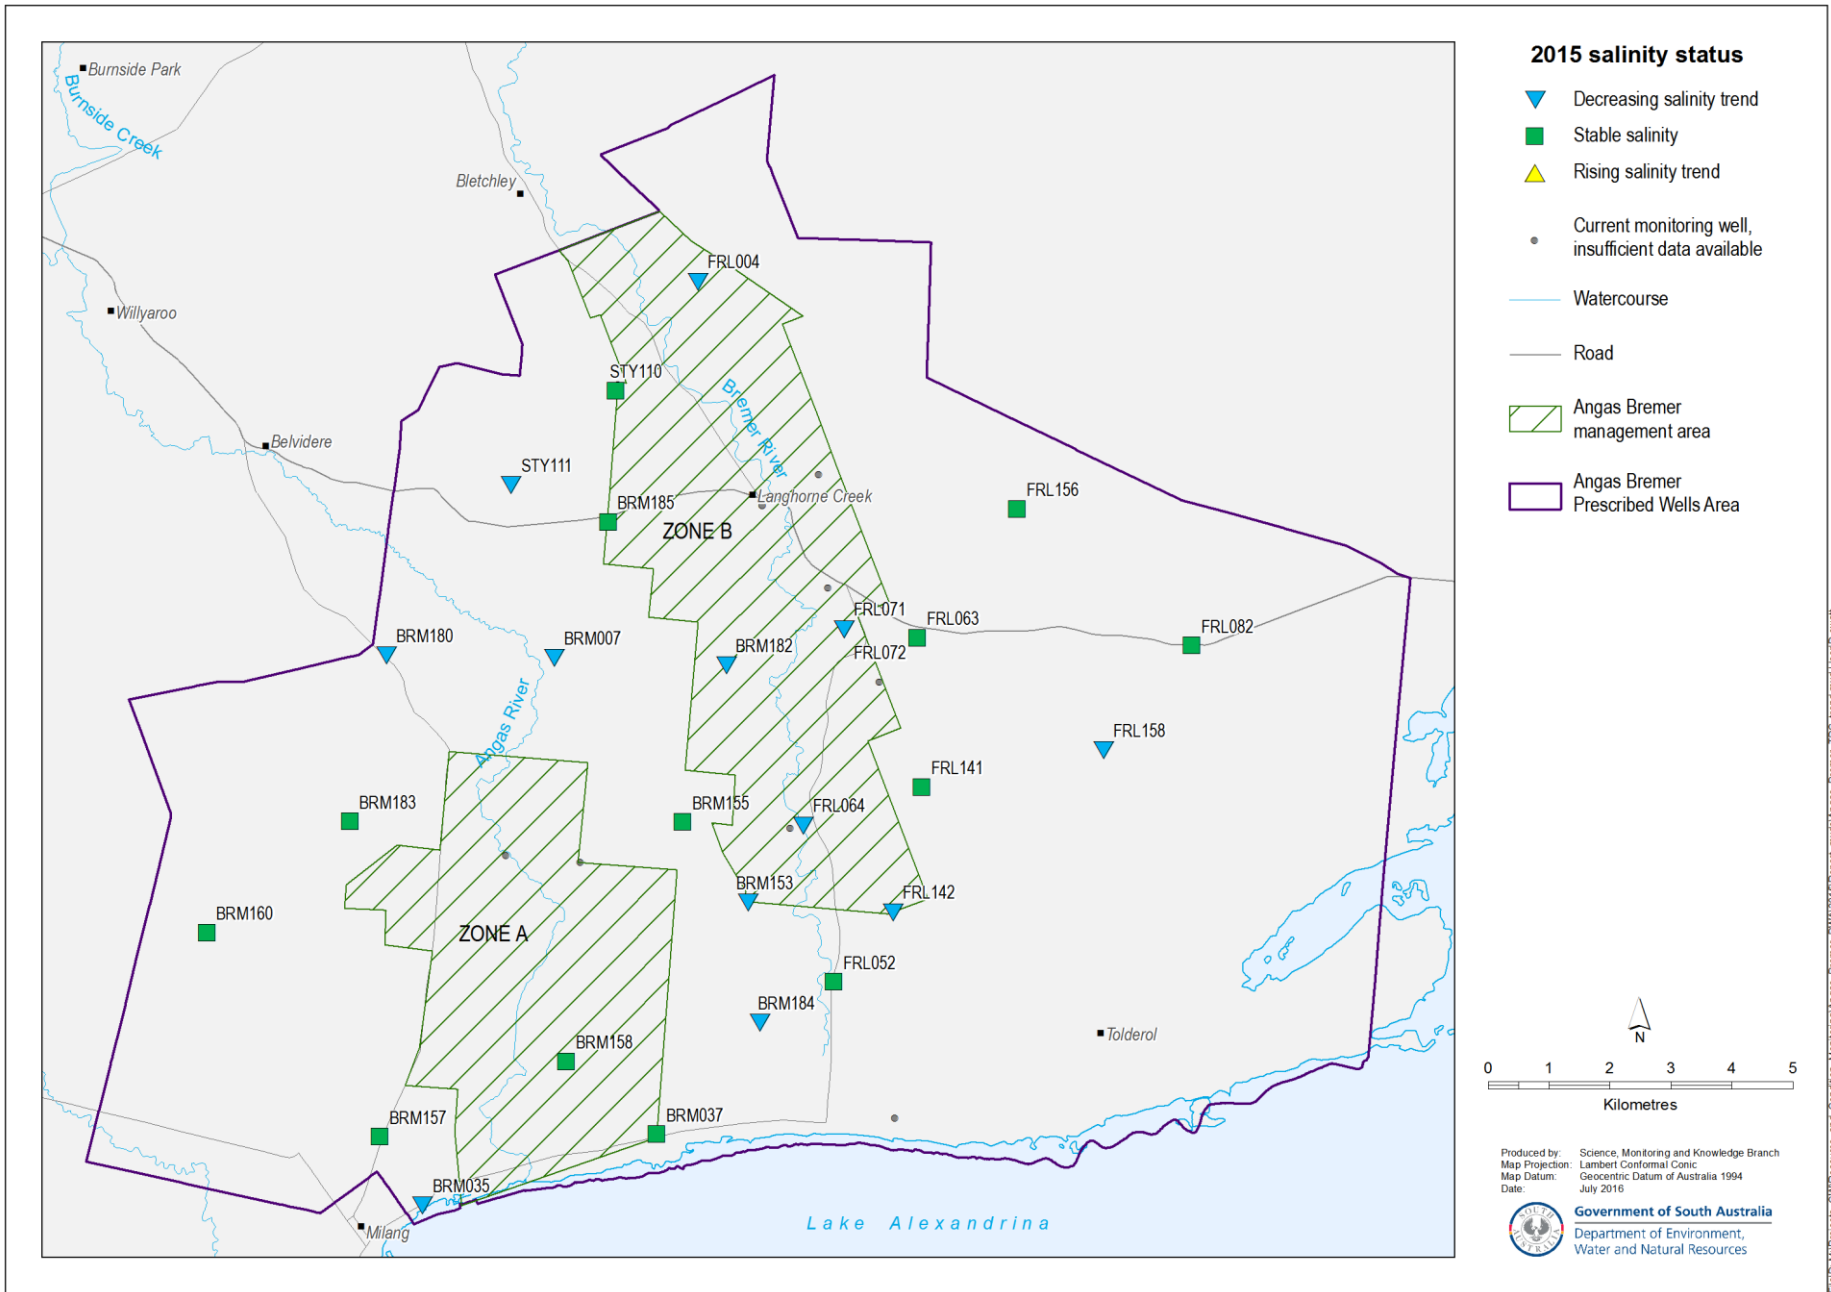 2015 salinity status
Decreasing salinity trend
Stable salinity
Rising salinity trend
Current monitoring well,
insufficient data available
Watercourse
Road
Angas Bremer
management area
Angas Bremer
Prescribed Wells Area
Burnside Park
Burnside Creek
Bletchley
Willyaroo
FRL004
STY110
Bremer River
Belvidere
STY111
Langhorne Creek
FRL156
BRM185
ZONE B
FRL071
FRL063
FRL082
BRM180
BRM007
BRM182
FRL072
Angas River
FRL158
FRL141
BRM183
BRM155
FRL064
BRM153
FRL142
BRM160
ZONE A
FRL052
BRM184
Tolderol
BRM158
BRM157
BRM037
BRM035
Milang
Lake Alexandrina
N
0 1 2 3 4 5
Kilometres
Produced by: Science, Monitoring and Knowledge Branch
Map Projection: Lambert Conformal Conic
Map Datum: Geocentric Datum of Australia 1994
Date: July 2016
SOUTH AUSTRALIA
Government of South Australia
Department of Environment,
Water and Natural Resources